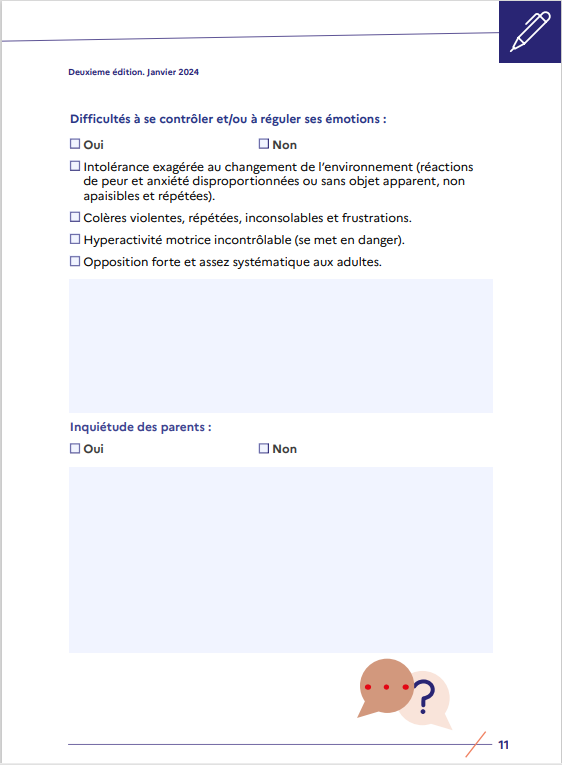 Deuxieme édition. Janvier 2024
Difficultés à se contrôler et/ou à réguler ses émotions :
Oui
Non
Intolérance exagérée au changement de l'environnement (réactions
de peur et anxiété disproportionnées ou sans objet apparent, non
apaisibles et répétées).
Colères violentes, répétées, inconsolables et frustrations.
Hyperactivité motrice incontrôlable (se met en danger).
Opposition forte et assez systématique aux adultes.
Inquiétude des parents :
Oui
Non
?
11